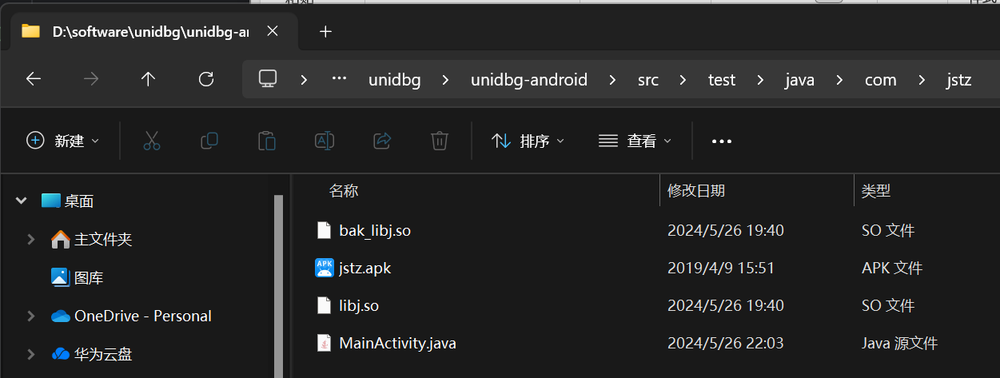 D:\software\unidbg\unidbg-a
unidbg unidbg-android src test java com jstz
新建 排序 查看
名称 修改日期 类型
桌面
bak_libj.so 2024/5/26 19:40 SO 文件
主文件夹
APK
jstz.apk 2019/4/9 15:51 APK 文件
图库
libj.so 2024/5/26 19:40 SO 文件
OneDrive - Personal
MainActivity.java 2024/5/26 22:03 Java 源文件
华为云盘